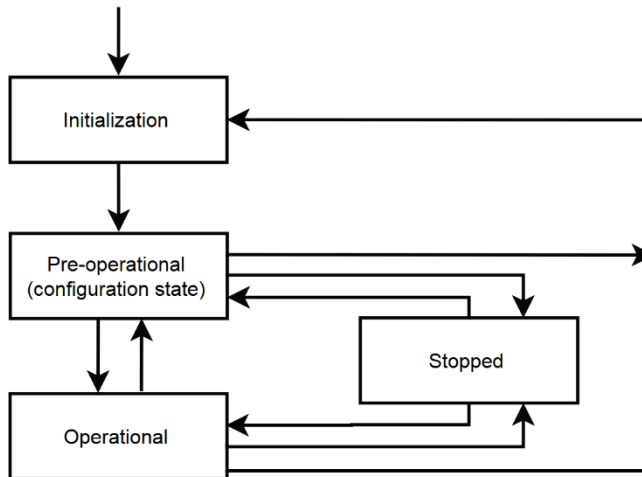 Initialization
Pre-operational
(configuration state)
Stopped
Operational